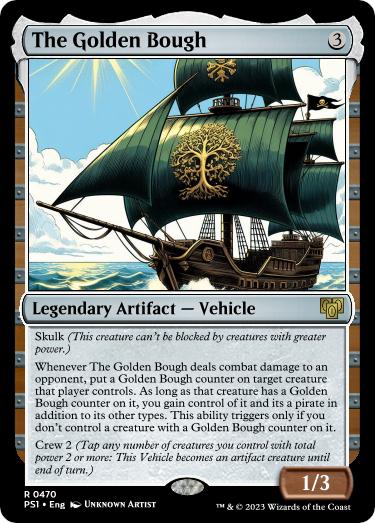 The Golden Bough 3
Legendary Artifact — Vehicle
Skulk (This creature can't be blocked by creatures with greater
power.)
Whenever The Golden Bough deals combat damage to an
opponent, put a Golden Bough counter on target creature
that player controls. As long as that creature has a Golden
Bough counter on it, you gain control of it and its a pirate in
addition to its other types. This ability triggers only if you
don't control a creature with a Golden Bough counter on it.
Crew 2 (Tap any number of creatures you control with total
power 2 or more: This Vehicle becomes an artifact creature until
end of turn.)
1/3
R 0470
PS1 • Eng Unknown Artist
™ & © 2023 Wizards of the Coast